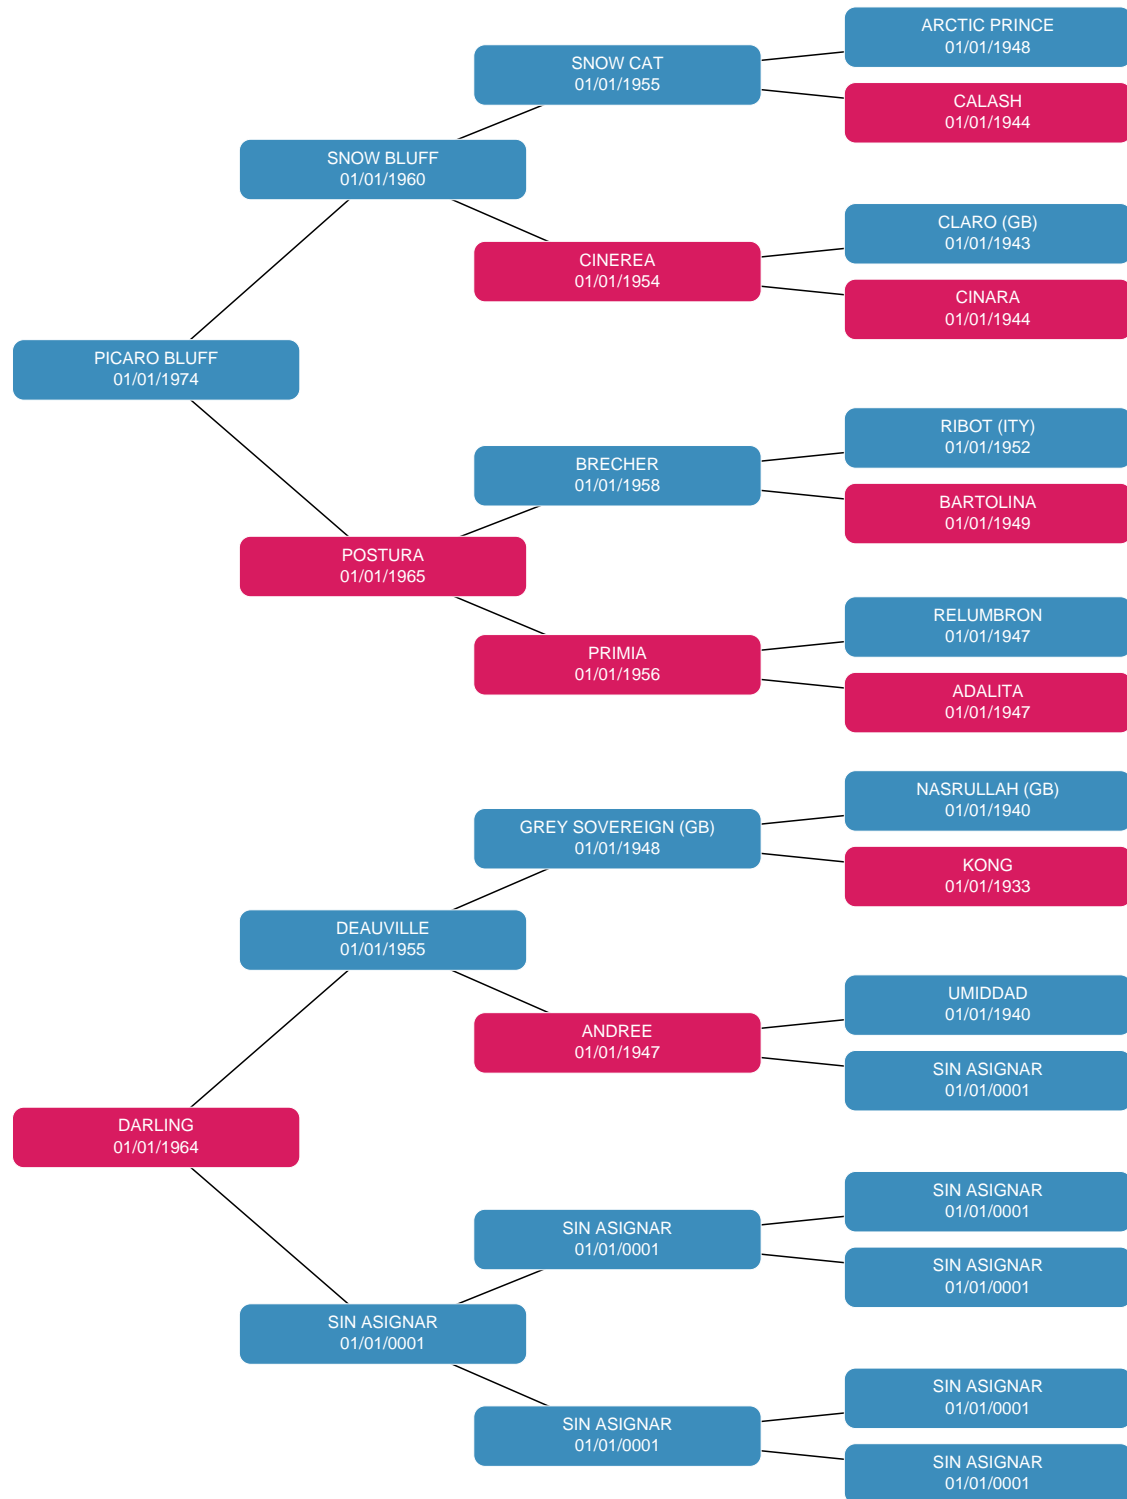 ARCTIC PRINCE
01/01/1948
SNOW CAT
01/01/1955
CALASH
01/01/1944
SNOW BLUFF
01/01/1960
CLARO (GB)
01/01/1943
CINEREA
01/01/1954
CINARA
01/01/1944
PICARO BLUFF
01/01/1974
RIBOT (ITY)
01/01/1952
BRECHER
01/01/1958
BARTOLINA
01/01/1949
POSTURA
01/01/1965
RELUMBRON
01/01/1947
PRIMIA
01/01/1956
ADALITA
01/01/1947
NASRULLAH (GB)
01/01/1940
GREY SOVEREIGN (GB)
01/01/1948
KONG
01/01/1933
DEAUVILLE
01/01/1955
UMIDDAD
01/01/1940
ANDREE
01/01/1947
SIN ASIGNAR
01/01/0001
DARLING
01/01/1964
SIN ASIGNAR
01/01/0001
SIN ASIGNAR
01/01/0001
SIN ASIGNAR
01/01/0001
SIN ASIGNAR
01/01/0001
SIN ASIGNAR
01/01/0001
SIN ASIGNAR
01/01/0001
SIN ASIGNAR
01/01/0001